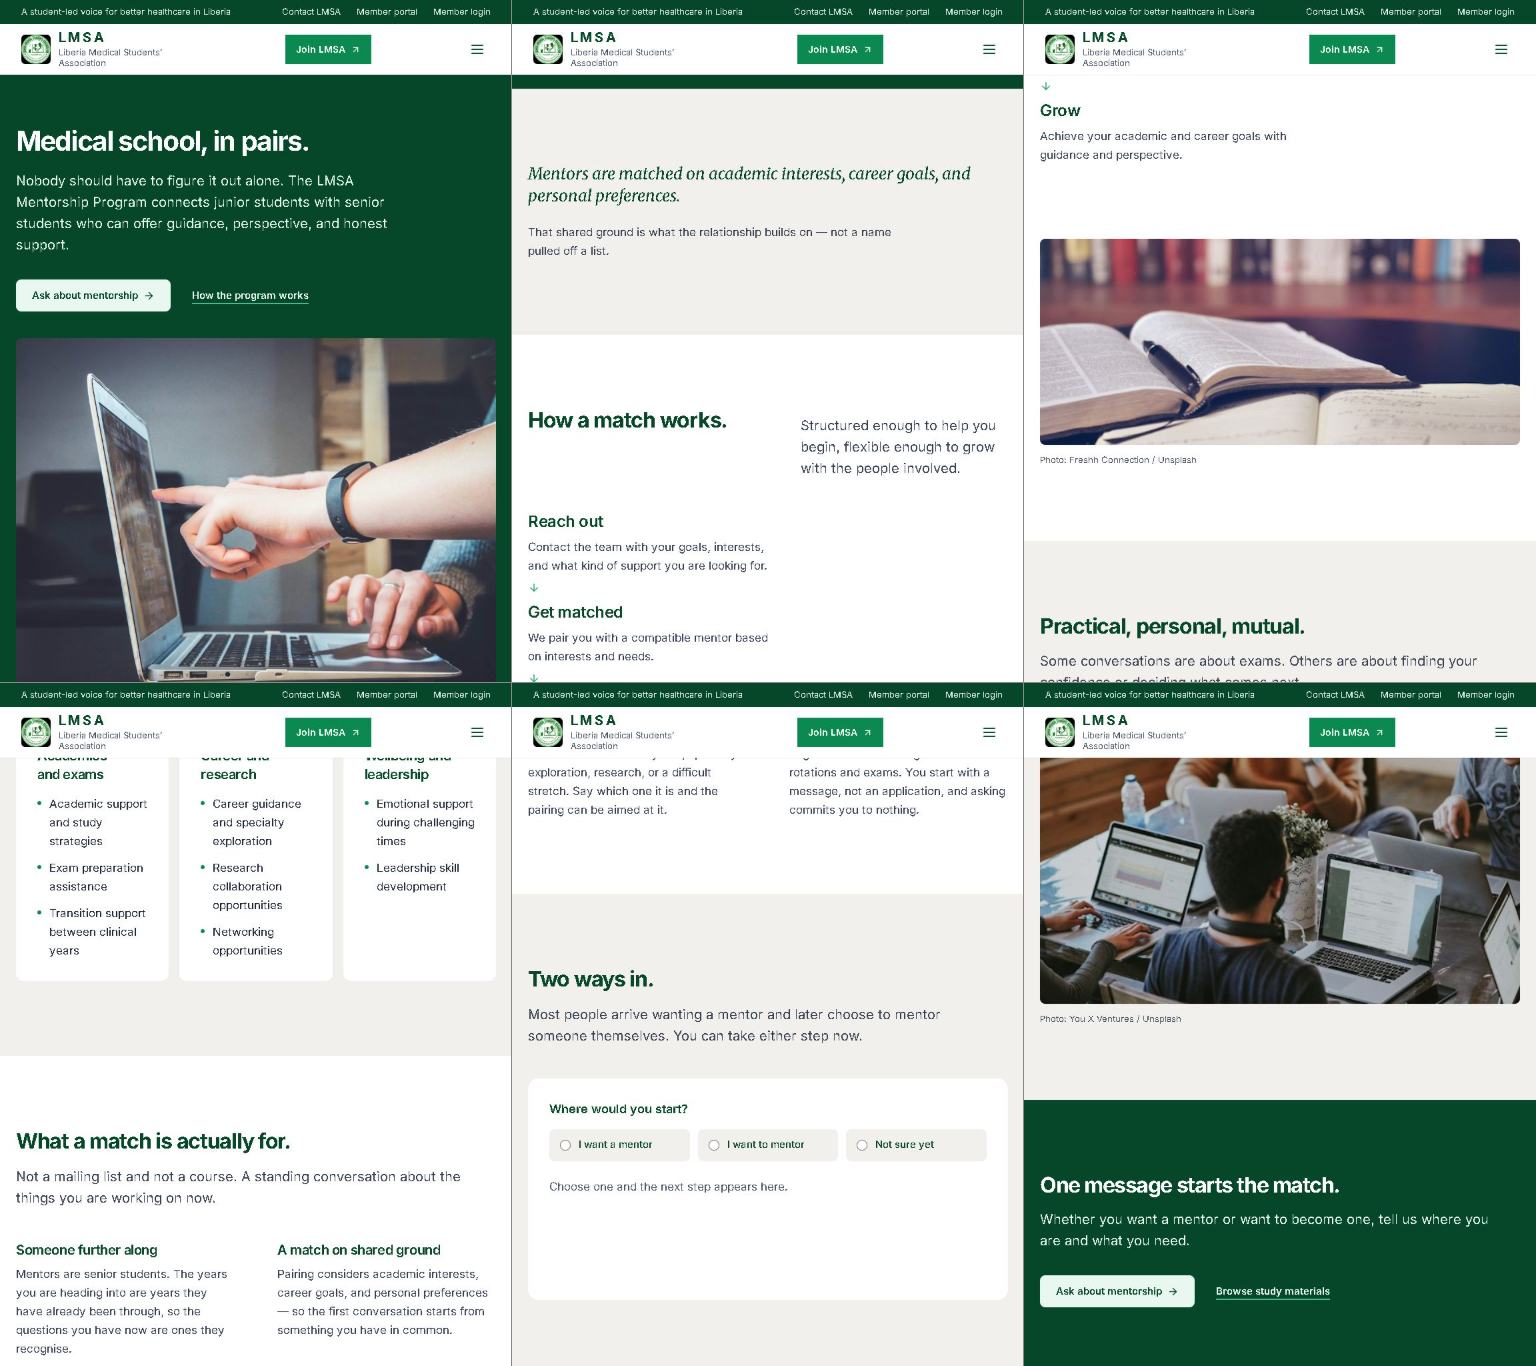 A student-led voice for better healthcare in Liberia
Contact LMSA
Member portal
Member login
LMSA
Liberia Medical Students'
Association
Join LMSA
Medical school, in pairs.
Nobody should have to figure it out alone. The LMSA
Mentorship Program connects junior students with senior
students who can offer guidance, perspective, and honest
support.
Ask about mentorship →
How the program works
A student-led voice for better healthcare in Liberia
Contact LMSA
Member portal
Member login
LMSA
Liberia Medical Students'
Association
Join LMSA
Mentors are matched on academic interests, career goals, and
personal preferences.
That shared ground is what the relationship builds on — not a name
pulled off a list.
How a match works.
Structured enough to help you
begin, flexible enough to grow
with the people involved.
Reach out
Contact the team with your goals, interests,
and what kind of support you are looking for.
Get matched
We pair you with a compatible mentor based
on interests and needs.
A student-led voice for better healthcare in Liberia
Contact LMSA
Member portal
Member login
LMSA
Liberia Medical Students'
Association
Join LMSA
Grow
Achieve your academic and career goals with
guidance and perspective.
Photo: Freshh Connection / Unsplash
Practical, personal, mutual.
Some conversations are about exams. Others are about finding your
confidence or deciding what comes next.
A student-led voice for better healthcare in Liberia
Contact LMSA
Member portal
Member login
LMSA
Liberia Medical Students'
Association
Join LMSA
Academics
and exams
Academic support
and study
strategies
Exam preparation
assistance
Transition support
between clinical
years
Career and
research
Career guidance
and specialty
exploration
Research
collaboration
opportunities
Networking
opportunities
Wellbeing and
leadership
Emotional support
during challenging
times
Leadership skill
development
What a match is actually for.
Not a mailing list and not a course. A standing conversation about the
things you are working on now.
Someone further along
Mentors are senior students. The years
you are heading into are years they
have already been through, so the
questions you have now are ones they
recognise.
A match on shared ground
Pairing considers academic interests,
career goals, and personal preferences
— so the first conversation starts from
something you have in common.
A student-led voice for better healthcare in Liberia
Contact LMSA
Member portal
Member login
LMSA
Liberia Medical Students'
Association
Join LMSA
exploration, research, or a difficult
stretch. Say which one it is and the
pairing can be aimed at it.
rotations and exams. You start with a
message, not an application, and asking
commits you to nothing.
Two ways in.
Most people arrive wanting a mentor and later choose to mentor
someone themselves. You can take either step now.
Where would you start?
I want a mentor
I want to mentor
Not sure yet
Choose one and the next step appears here.
A student-led voice for better healthcare in Liberia
Contact LMSA
Member portal
Member login
LMSA
Liberia Medical Students'
Association
Join LMSA
Photo: You X Ventures / Unsplash
One message starts the match.
Whether you want a mentor or want to become one, tell us where you
are and what you need.
Ask about mentorship →
Browse study materials